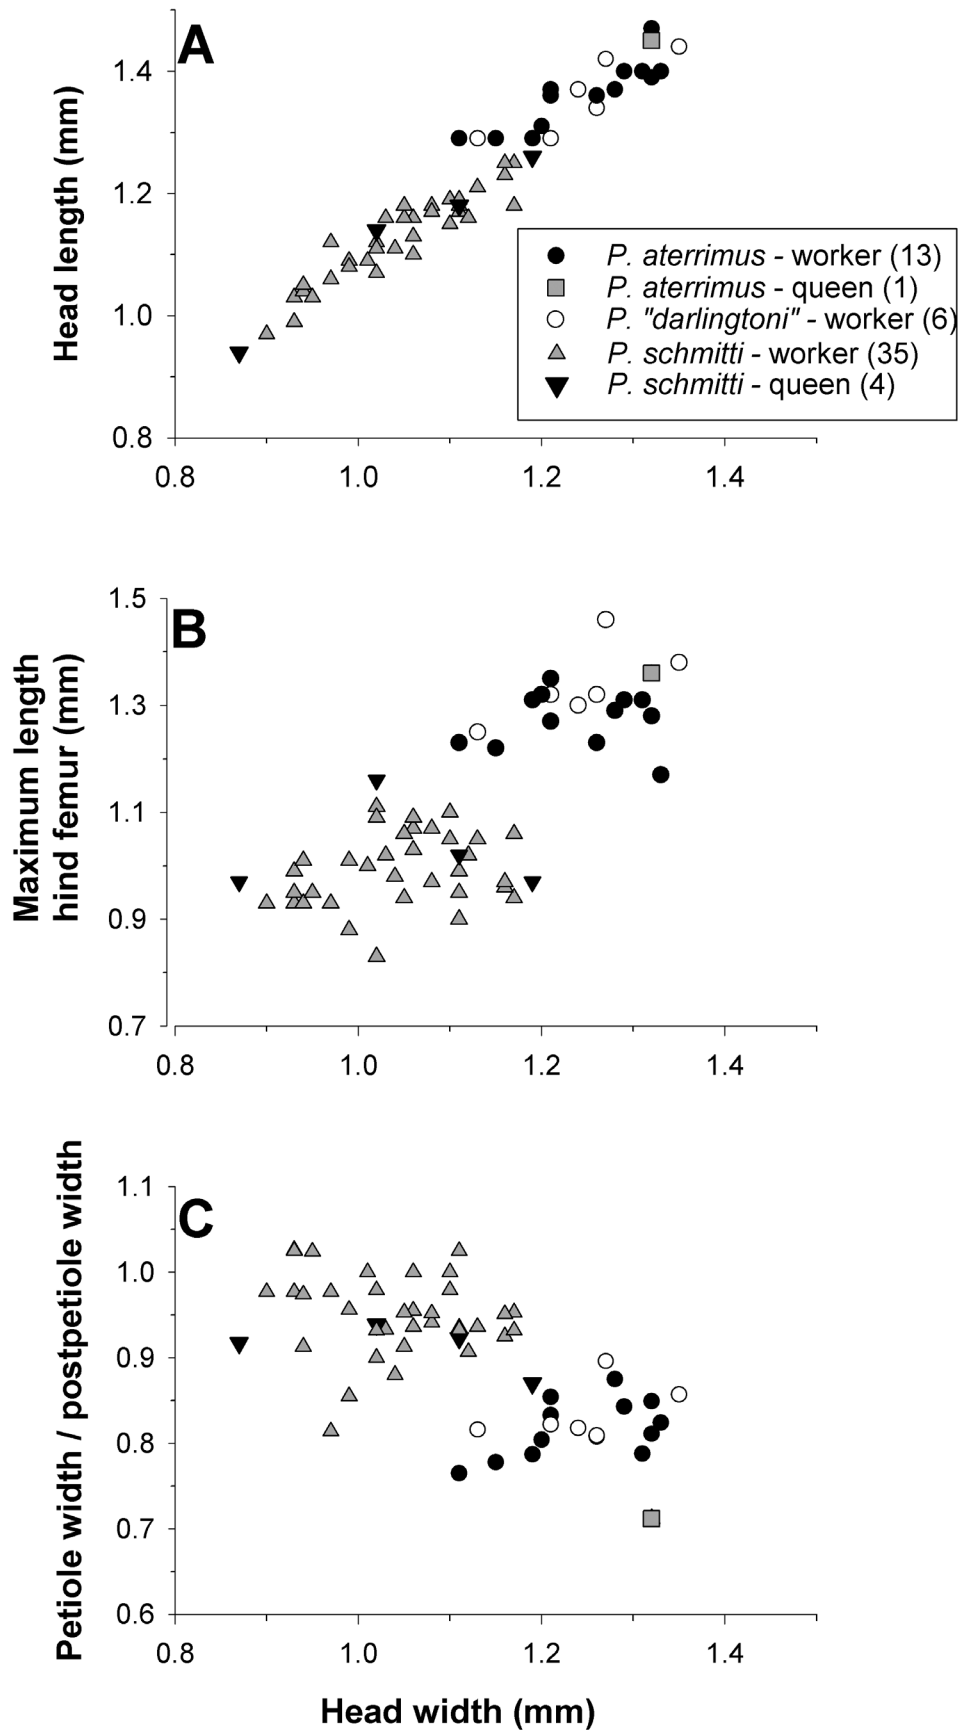 A
Head length (mm)
1.4
1.2
1.0
0.8
0.8 1.0 1.2 1.4
P. aterrimus - worker (13)
P. aterrimus - queen (1)
P. "darlingtoni" - worker (6)
P. schmitti - worker (35)
P. schmitti - queen (4)
B
Maximum length
hind femur (mm)
1.5
1.3
1.1
0.9
0.7
0.8 1.0 1.2 1.4
C
Petiole width / postpetiole width
1.1
1.0
0.9
0.8
0.7
0.6
0.8 1.0 1.2 1.4
Head width (mm)